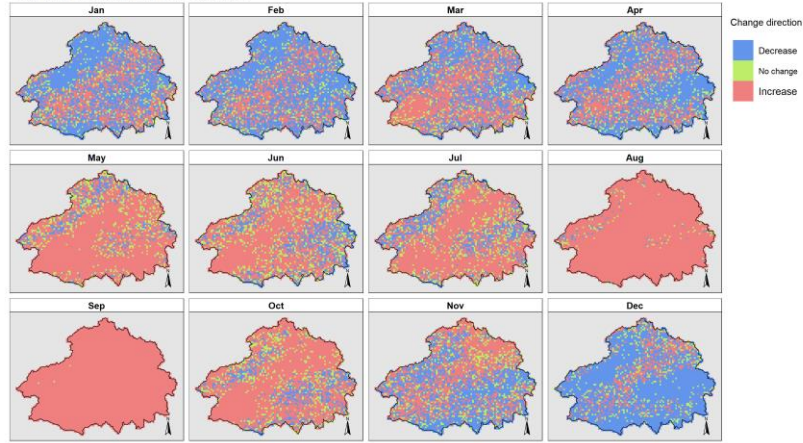 Jan Feb Mar Apr
Change direction
Decrease
No change
Increase
N N N N
May Jun Jul Aug
N N N N
Sep Oct Nov Dec
N N N N